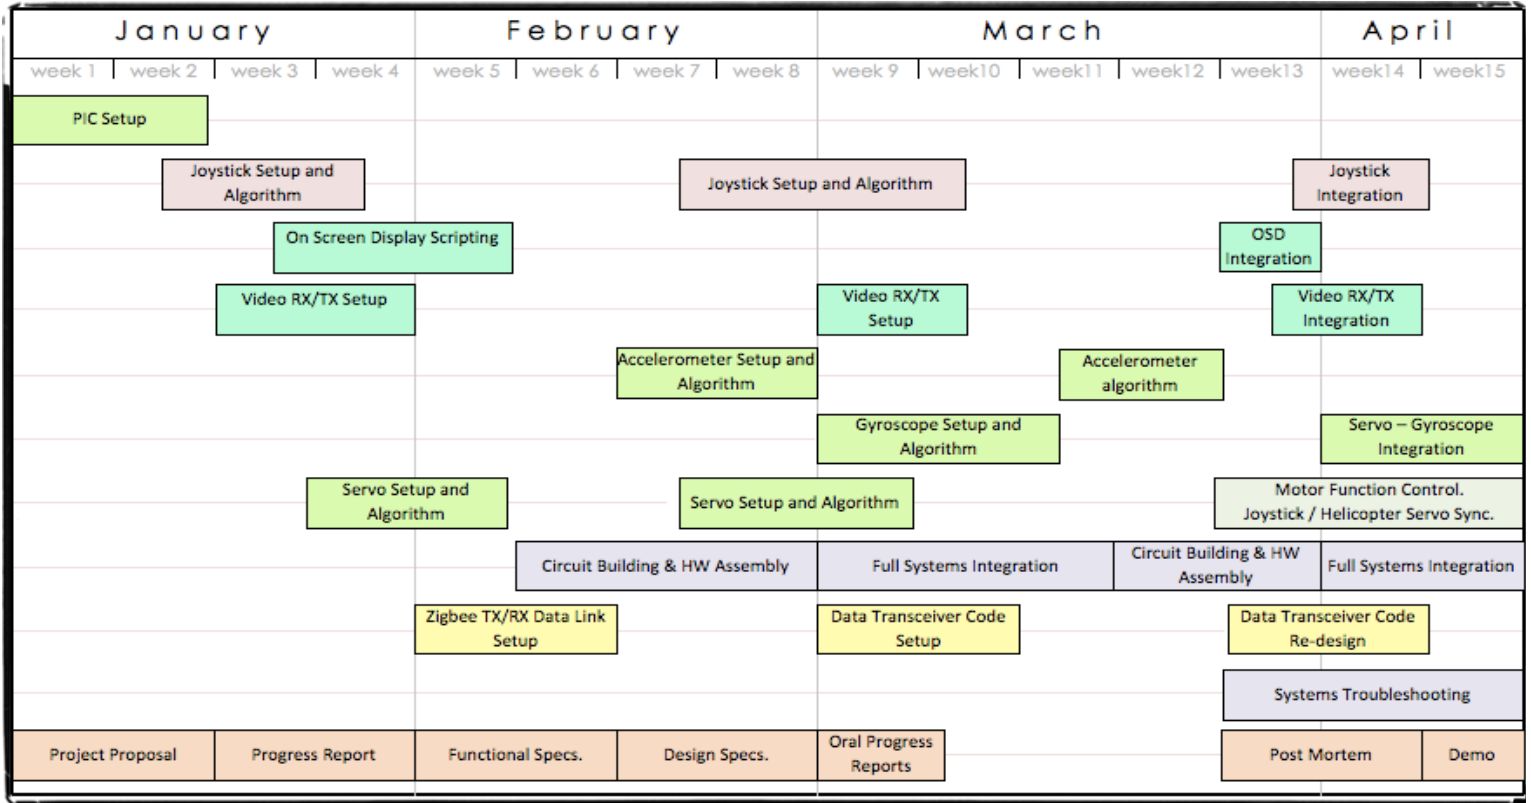 January February March April
week 1 week 2 week 3 week 4 week 5 week 6 week 7 week 8 week 9 week10 week11 week12 week13 week14 week15
PIC Setup
Joystick Setup and
Algorithm
Joystick Setup and Algorithm
Joystick
Integration
On Screen Display Scripting
OSD
Integration
Video RX/TX Setup
Video RX/TX
Setup
Video RX/TX
Integration
Accelerometer Setup and
Algorithm
Accelerometer
algorithm
Gyroscope Setup and
Algorithm
Servo – Gyroscope
Integration
Servo Setup and
Algorithm
Servo Setup and Algorithm
Motor Function Control.
Joystick / Helicopter Servo Sync.
Circuit Building & HW Assembly
Full Systems Integration
Circuit Building & HW
Assembly
Full Systems Integration
Zigbee TX/RX Data Link
Setup
Data Transceiver Code
Setup
Data Transceiver Code
Re-design
Systems Troubleshooting
Project Proposal
Progress Report
Functional Specs.
Design Specs.
Oral Progress
Reports
Post Mortem
Demo